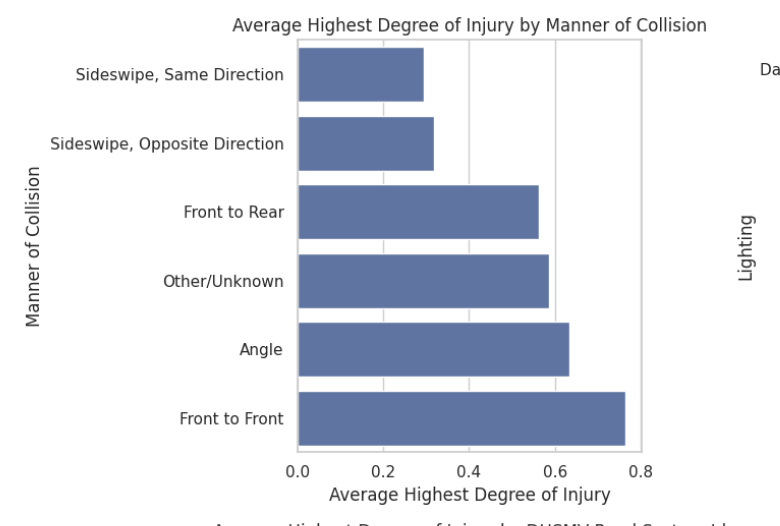 Average Highest Degree of Injury by Manner of Collision
Sideswipe, Same Direction
Sideswipe, Opposite Direction
Front to Rear
Other/Unknown
Angle
Front to Front
Manner of Collision
0.0 0.2 0.4 0.6 0.8
Average Highest Degree of Injury
Da
Lighting